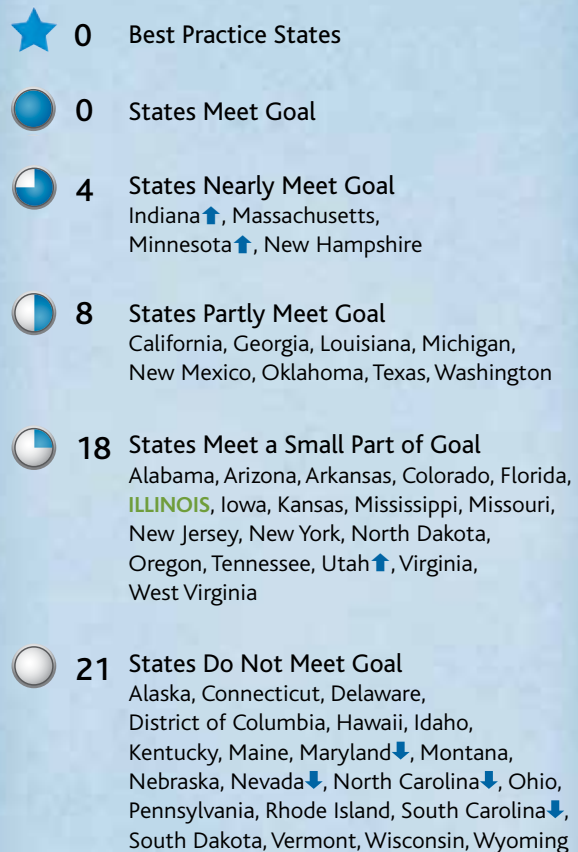 0 Best Practice States
0 States Meet Goal
4 States Nearly Meet Goal
Indiana⬆, Massachusetts,
Minnesota⬆, New Hampshire
8 States Partly Meet Goal
California, Georgia, Louisiana, Michigan,
New Mexico, Oklahoma, Texas, Washington
18 States Meet a Small Part of Goal
Alabama, Arizona, Arkansas, Colorado, Florida,
ILLINOIS, Iowa, Kansas, Mississippi, Missouri,
New Jersey, New York, North Dakota,
Oregon, Tennessee, Utah⬆, Virginia,
West Virginia
21 States Do Not Meet Goal
Alaska, Connecticut, Delaware,
District of Columbia, Hawaii, Idaho,
Kentucky, Maine, Maryland⬇, Montana,
Nebraska, Nevada⬇, North Carolina⬇, Ohio,
Pennsylvania, Rhode Island, South Carolina⬇,
South Dakota, Vermont, Wisconsin, Wyoming